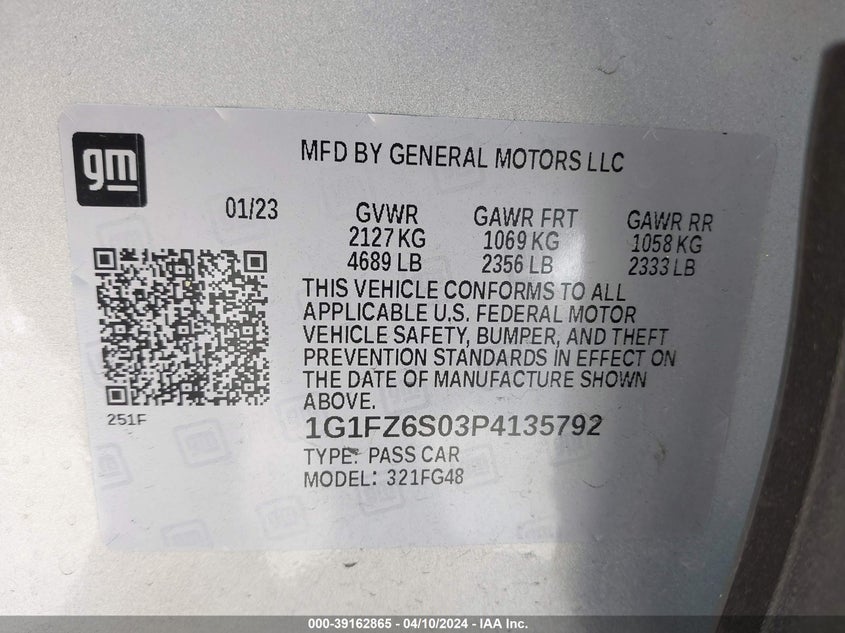 gm
MFD BY GENERAL MOTORS LLC
01/23 GVWR GAWR FRT GAWR RR
2127 KG 1069 KG 1058 KG
4689 LB 2356 LB 2333 LB
THIS VEHICLE CONFORMS TO ALL
APPLICABLE U.S. FEDERAL MOTOR
VEHICLE SAFETY, BUMPER, AND THEFT
PREVENTION STANDARDS IN EFFECT ON
THE DATE OF MANUFACTURE SHOWN
ABOVE.
251F
1G1FZ6S03P4135792
TYPE: PASS CAR
MODEL: 321FG48
000-39162865 - 04/10/2024 - IAA Inc.